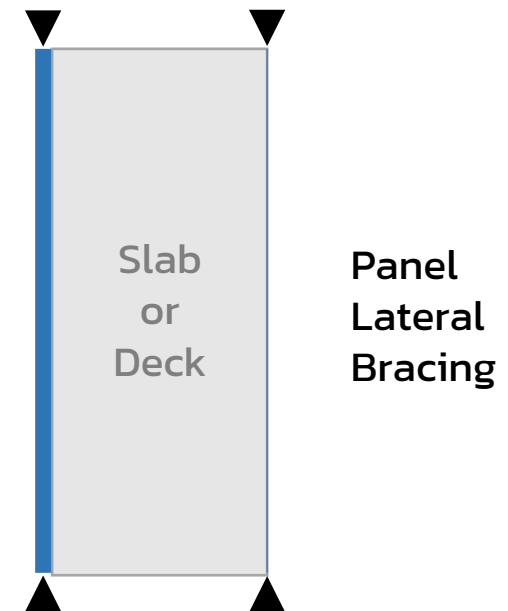 Slab
or
Deck
Panel
Lateral
Bracing